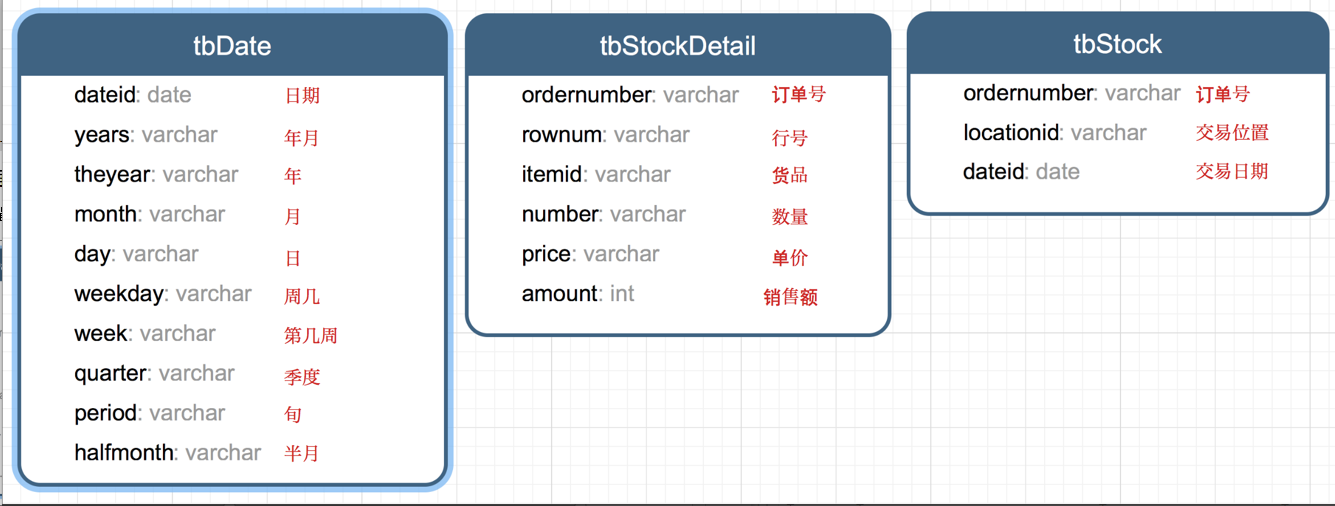 tbDate
dateid: date 日期
years: varchar 年月
theyear: varchar 年
month: varchar 月
day: varchar 日
weekday: varchar 周几
week: varchar 第几周
quarter: varchar 季度
period: varchar 旬
halfmonth: varchar 半月
tbStockDetail
ordernumber: varchar 订单号
rownum: varchar 行号
itemid: varchar 货品
number: varchar 数量
price: varchar 单价
amount: int 销售额
tbStock
ordernumber: varchar 订单号
locationid: varchar 交易位置
dateid: date 交易日期